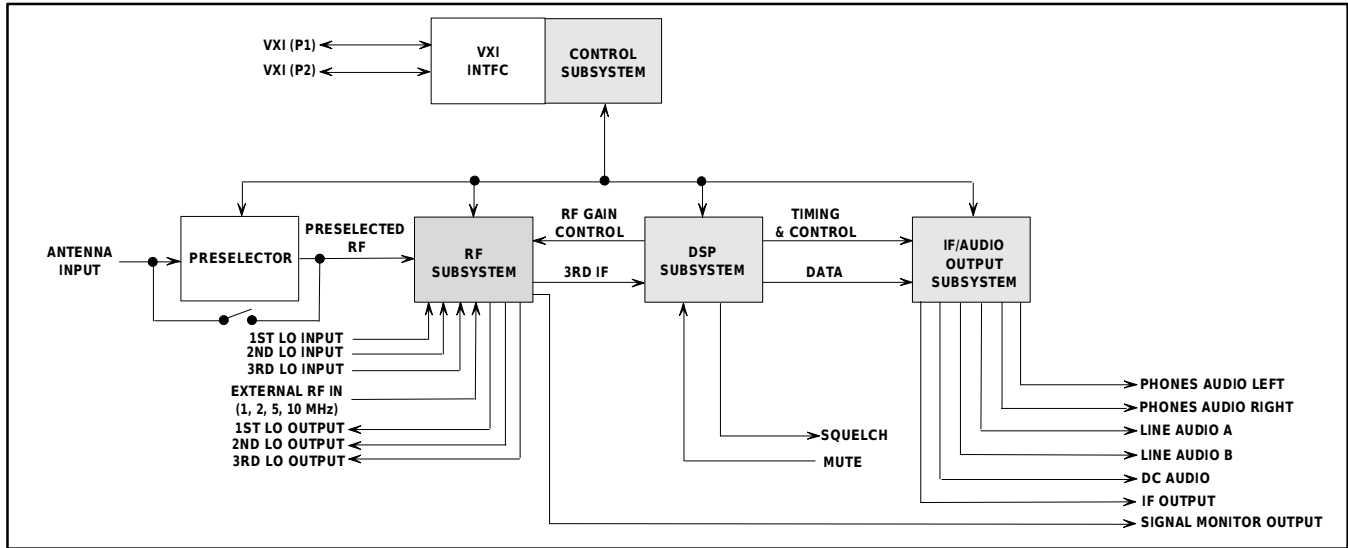 VXI (P1)
VXI (P2)
VXI
INTFC
CONTROL
SUBSYSTEM
ANTENNA
INPUT
PRESELECTOR
PRESELECTED
RF
RF
SUBSYSTEM
RF GAIN
CONTROL
3RD IF
DSP
SUBSYSTEM
TIMING
& CONTROL
DATA
IF/AUDIO
OUTPUT
SUBSYSTEM
1ST LO INPUT
2ND LO INPUT
3RD LO INPUT
EXTERNAL RF IN
(1, 2, 5, 10 MHz)
1ST LO OUTPUT
2ND LO OUTPUT
3RD LO OUTPUT
SQUELCH
MUTE
PHONES AUDIO LEFT
PHONES AUDIO RIGHT
LINE AUDIO A
LINE AUDIO B
DC AUDIO
IF OUTPUT
SIGNAL MONITOR OUTPUT